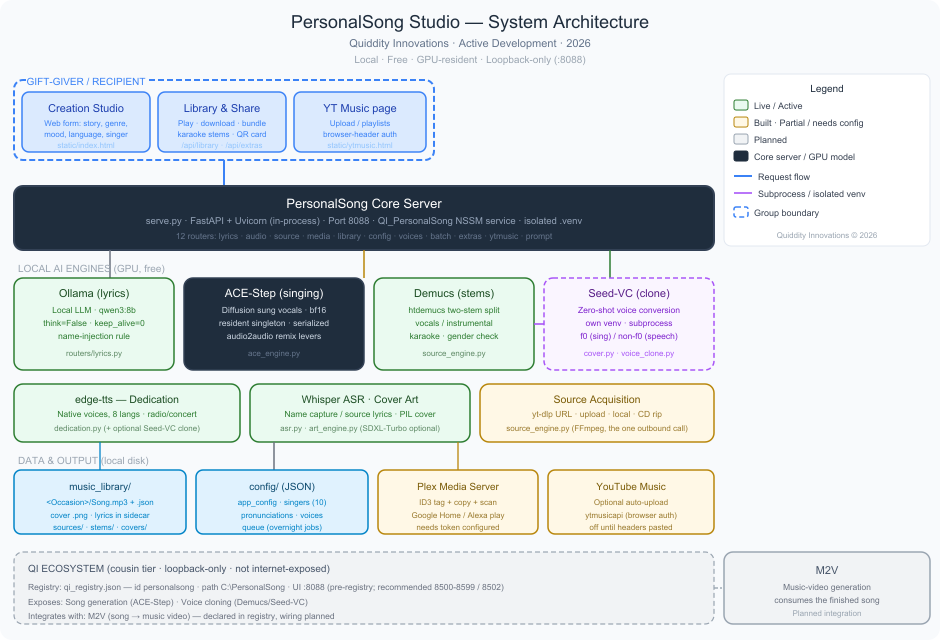 PersonalSong Studio — System Architecture
Quiddity Innovations · Active Development · 2026
Local · Free · GPU-resident · Loopback-only (:8088)
GIFT-GIVER / RECIPIENT
Creation Studio
Web form: story, genre,
mood, language, singer
static/index.html
Library & Share
Play · download · bundle
karaoke stems · QR card
/api/library · /api/extras
YT Music page
Upload / playlists
browser-header auth
static/ytmusic.html
Legend
Live / Active
Built · Partial / needs config
Planned
Core server / GPU model
Request flow
Subprocess / isolated venv
Group boundary
Quiddity Innovations © 2026
PersonalSong Core Server
serve.py · FastAPI + Uvicorn (in-process) · Port 8088 · QI_PersonalSong NSSM service · isolated .venv
12 routers: lyrics · audio · source · media · library · config · voices · batch · extras · ytmusic · prompt
LOCAL AI ENGINES (GPU, free)
Ollama (lyrics)
Local LLM · qwen3:8b
think=False · keep_alive=0
name-injection rule
routers/lyrics.py
ACE-Step (singing)
Diffusion sung vocals · bf16
resident singleton · serialized
audio2audio remix levers
ace_engine.py
Demucs (stems)
htdemucs two-stem split
vocals / instrumental
karaoke · gender check
source_engine.py
Seed-VC (clone)
Zero-shot voice conversion
own venv · subprocess
f0 (sing) / non-f0 (speech)
cover.py · voice_clone.py
edge-tts — Dedication
Native voices, 8 langs · radio/concert
dedication.py (+ optional Seed-VC clone)
Whisper ASR · Cover Art
Name capture / source lyrics · PIL cover
asr.py · art_engine.py (SDXL-Turbo optional)
Source Acquisition
yt-dlp URL · upload · local · CD rip
source_engine.py (FFmpeg, the one outbound call)
DATA & OUTPUT (local disk)
music_library/
<Occasion>/Song.mp3 + .json
cover .png · lyrics in sidecar
sources/ · stems/ · covers/
config/ (JSON)
app_config · singers (10)
pronunciations · voices
queue (overnight jobs)
Plex Media Server
ID3 tag + copy + scan
Google Home / Alexa play
needs token configured
YouTube Music
Optional auto-upload
ytmusicapi (browser auth)
off until headers pasted
QI ECOSYSTEM (cousin tier · loopback-only · not internet-exposed)
Registry: qi_registry.json — id personalsong · path C:\PersonalSong · UI :8088 (pre-registry; recommended 8500-8599 / 8502)
Exposes: Song generation (ACE-Step) · Voice cloning (Demucs/Seed-VC)
Integrates with: M2V (song → music video) — declared in registry, wiring planned
M2V
Music-video generation
consumes the finished song
Planned integration